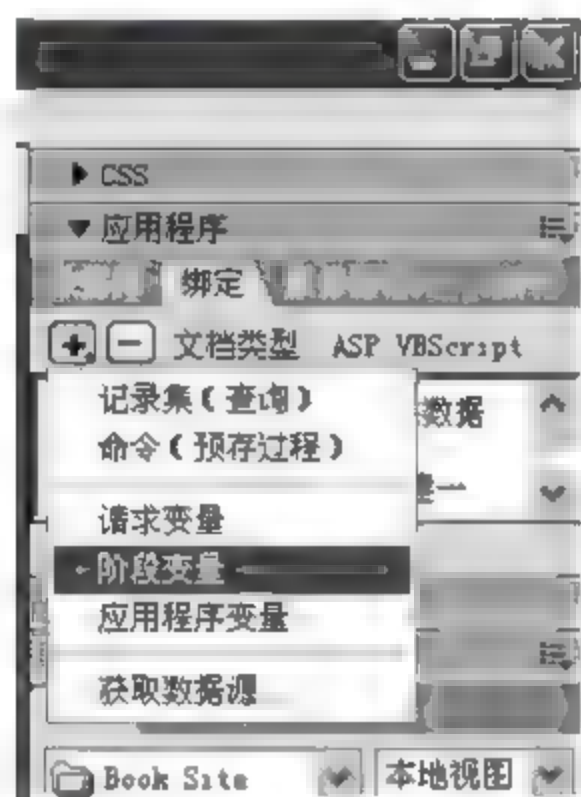 CSS
应用程序
绑定
文档类型 ASP VBScript
记录集(查询)
命令(预存过程)
数据
一
请求变量
阶段变量
应用程序变量
获取数据源
Book Site
本地视图